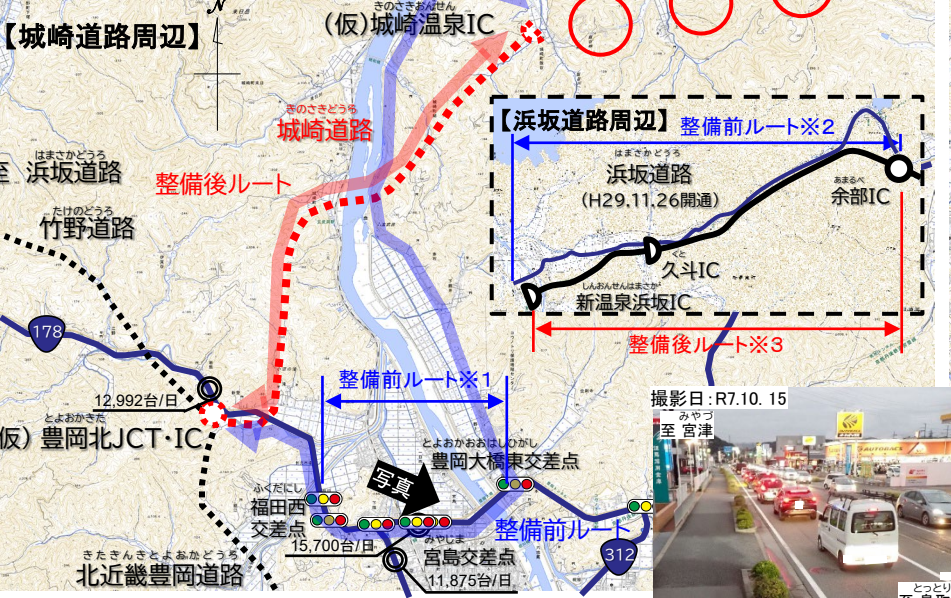 N
【城崎道路周辺】
きのさきおんせん
(仮)城崎温泉IC
きのさきどうろ
城崎道路
はまさかどうろ
至 浜坂道路
整備後ルート
たけのどうろ
竹野道路
178
12,992台/日
とよおかきた
仮) 豊岡北JCT・IC
【浜坂道路周辺】
整備前ルート※2
はまさかどうろ
浜坂道路
(H29.11.26開通)
あまるべ
余部IC
くと
久斗IC
しんおんせんはまさか
新温泉浜坂IC
整備後ルート※3
整備前ルート※1
とよおかおおはしひがし
豊岡大橋東交差点
写真
ふくだにし
福田西
交差点
15,700台/日
みやじま
宮島交差点
11,875台/日
整備前ルート
312
きたきんきとよおかどうろ
北近畿豊岡道路
撮影日:R7.10.15
みやづ
至 宮津
AUTOBACS
とっとり
至 鳥取